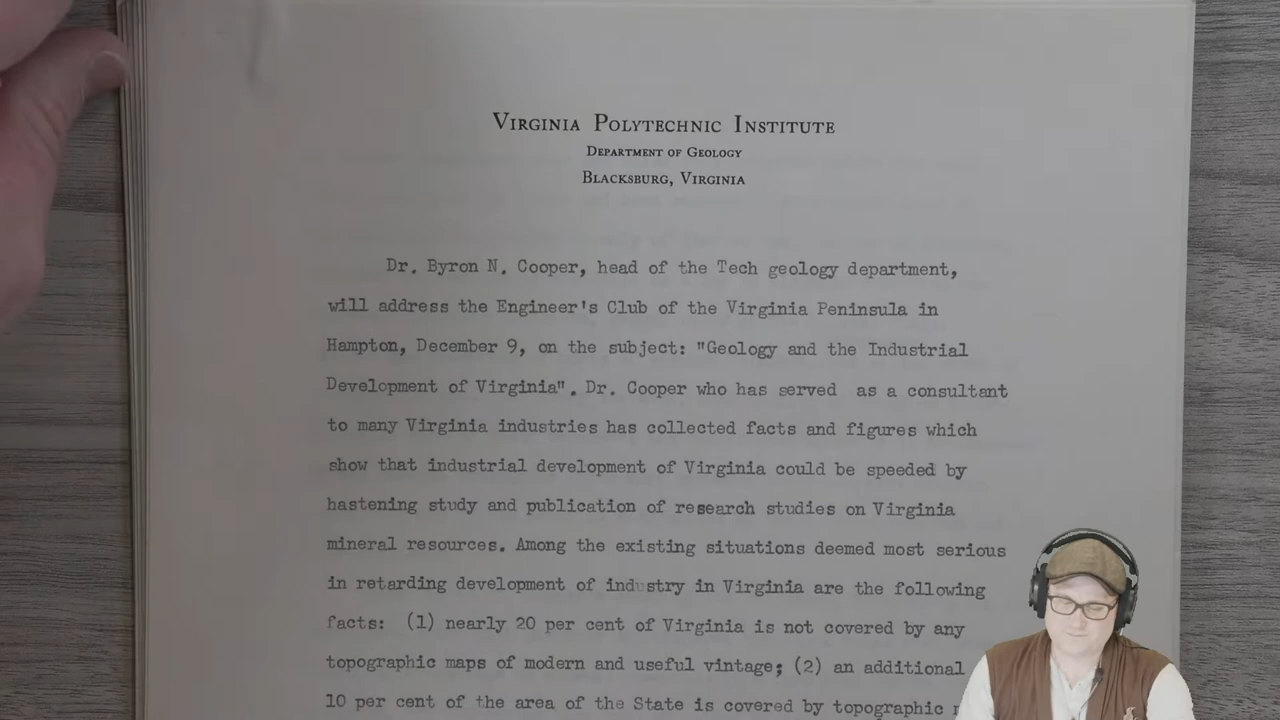 VIRGINIA POLYTECHNIC INSTITUTE
DEPARTMENT OF GEOLOGY
BLACKSBURG, VIRGINIA
Dr. Byron N. Cooper, head of the Tech geology department,
will address the Engineer's Club of the Virginia Peninsula in
Hampton, December 9, on the subject: "Geology and the Industrial
Development of Virginia". Dr. Cooper who has served as a consultant
to many Virginia industries has collected facts and figures which
show that industrial development of Virginia could be speeded by
hastening study and publication of research studies on Virginia
mineral resources. Among the existing situations deemed most serious
in retarding development of industry in Virginia are the following
facts: (1) nearly 20 per cent of Virginia is not covered by any
topographic maps of modern and useful vintage; (2) an additional
10 per cent of the area of the State is covered by topographic